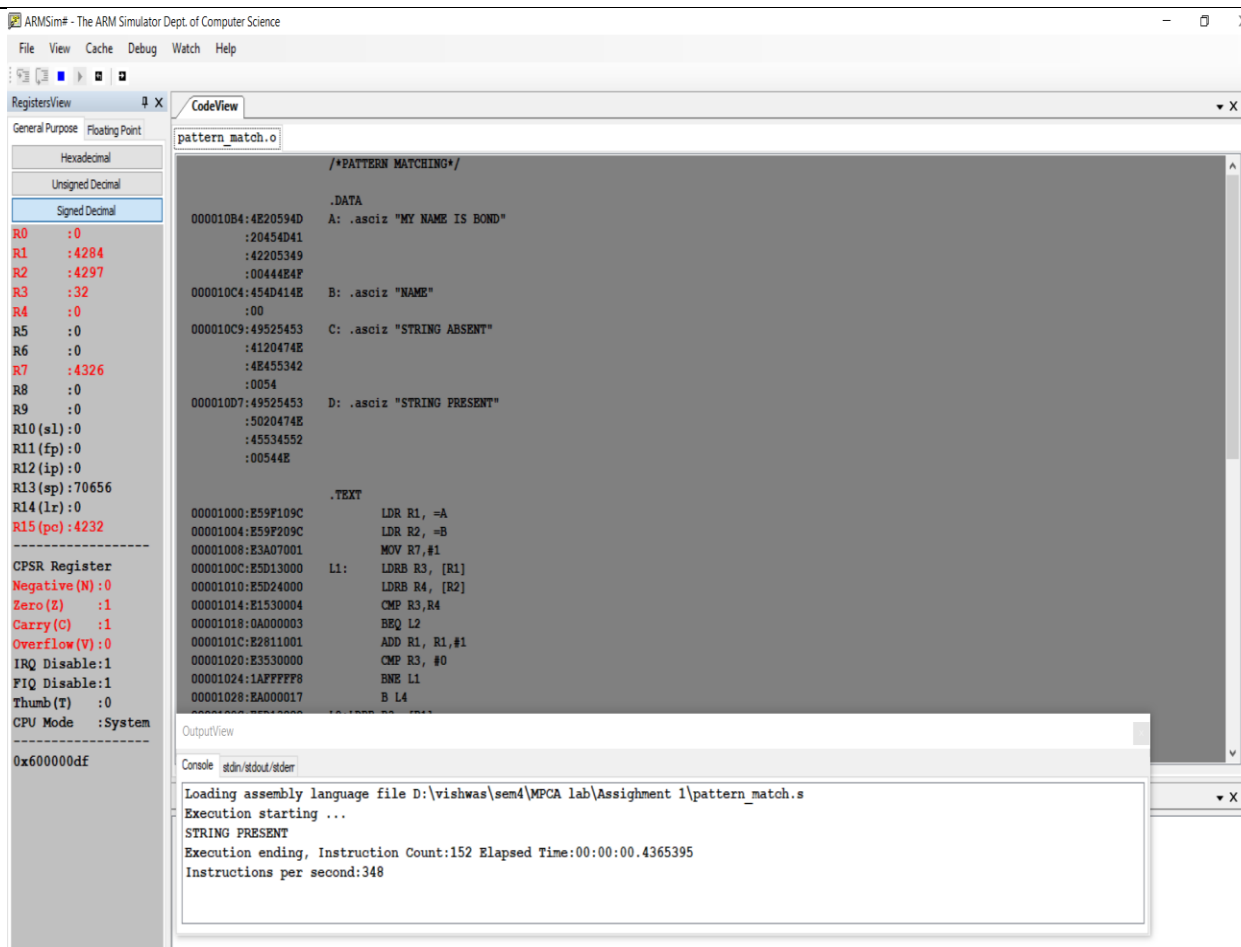 ARMSim# - The ARM Simulator Dept. of Computer Science
File View Cache Debug Watch Help
RegistersView
General Purpose Floating Point
Hexadecimal
Unsigned Decimal
Signed Decimal
R0 :0
R1 :4284
R2 :4297
R3 :32
R4 :0
R5 :0
R6 :0
R7 :4326
R8 :0
R9 :0
R10(sl):0
R11(fp):0
R12(ip):0
R13(sp):70656
R14(lr):0
R15(pc):4232
------------------
CPSR Register
Negative(N):0
Zero(Z) :1
Carry(C) :1
Overflow(V):0
IRQ Disable:1
FIQ Disable:1
Thumb(T) :0
CPU Mode :System
------------------
0x600000df
CodeView
pattern_match.o
/*PATTERN MATCHING*/
.DATA
000010B4:4E20594D A: .asciz "MY NAME IS BOND"
:20454D41
:42205349
:00444E4F
000010C4:454D414E B: .asciz "NAME"
:00
000010C9:49525453 C: .asciz "STRING ABSENT"
:4120474E
:4E455342
:0054
000010D7:49525453 D: .asciz "STRING PRESENT"
:5020474E
:45534552
:00544E
.TEXT
00001000:E59F109C LDR R1, =A
00001004:E59F209C LDR R2, =B
00001008:E3A07001 MOV R7,#1
0000100C:E5D13000 L1: LDRB R3, [R1]
00001010:E5D24000 LDRB R4, [R2]
00001014:E1530004 CMP R3,R4
00001018:0A000003 BEQ L2
0000101C:E2811001 ADD R1, R1,#1
00001020:E3530000 CMP R3, #0
00001024:1AFFFFF8 BNE L1
00001028:EA000017 B L4
OutputView
Console stdin/stdout/stderr
Loading assembly language file D:\vishwas\sem4\MPCA lab\Assighment 1\pattern_match.s
Execution starting ...
STRING PRESENT
Execution ending, Instruction Count:152 Elapsed Time:00:00:00.4365395
Instructions per second:348